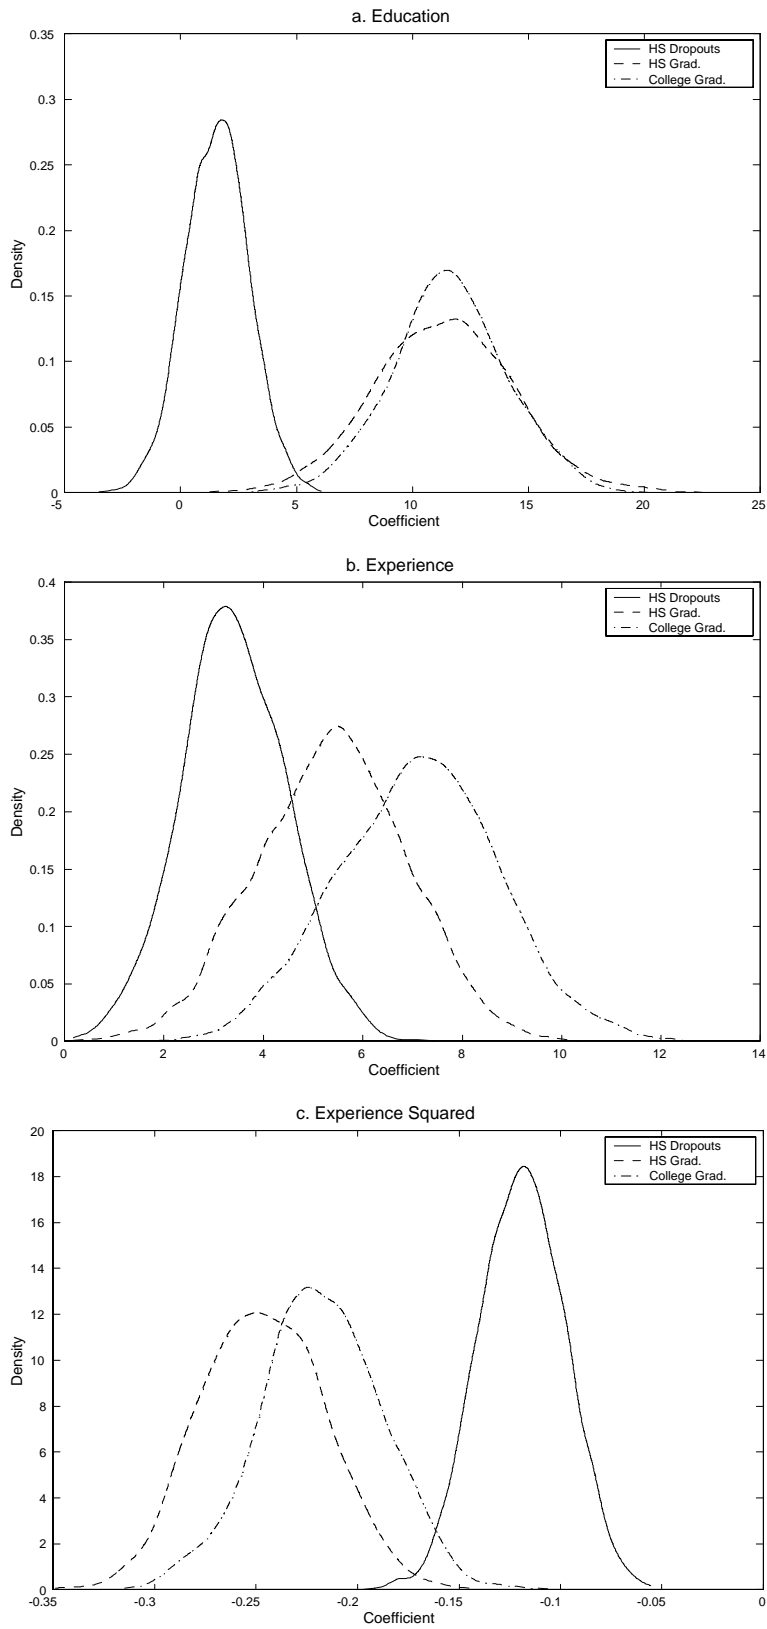 a. Education
0.35
0.3
0.25
0.2
0.15
0.1
0.05
0
Density
HS Dropouts
HS Grad.
College Grad.
-5 0 5 10 15 20 25
Coefficient
b. Experience
0.4
0.35
0.3
0.25
0.2
0.15
0.1
0.05
0
Density
HS Dropouts
HS Grad.
College Grad.
0 2 4 6 8 10 12 14
Coefficient
c. Experience Squared
20
18
16
14
12
10
8
6
4
2
0
Density
HS Dropouts
HS Grad.
College Grad.
-0.35 -0.3 -0.25 -0.2 -0.15 -0.1 -0.05 0
Coefficient